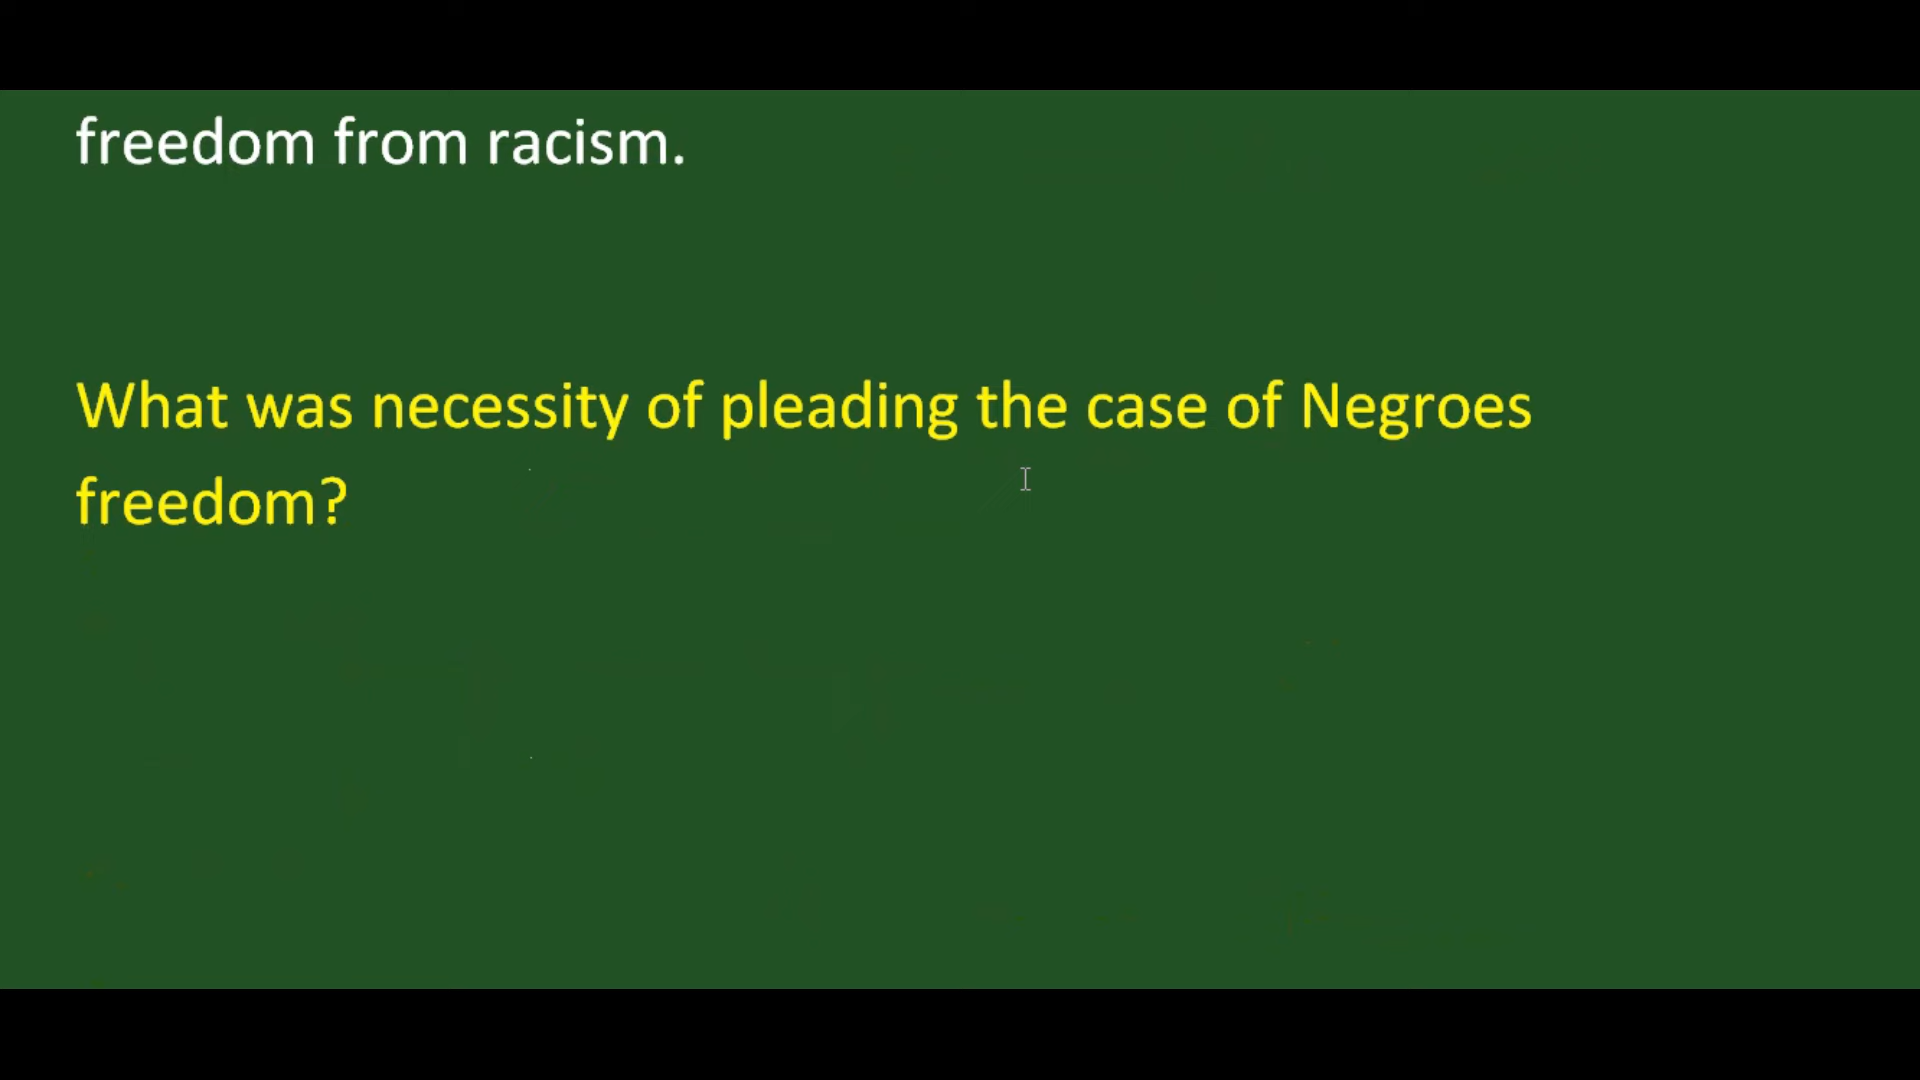 freedom from racism.
What was necessity of pleading the case of Negroes
freedom?